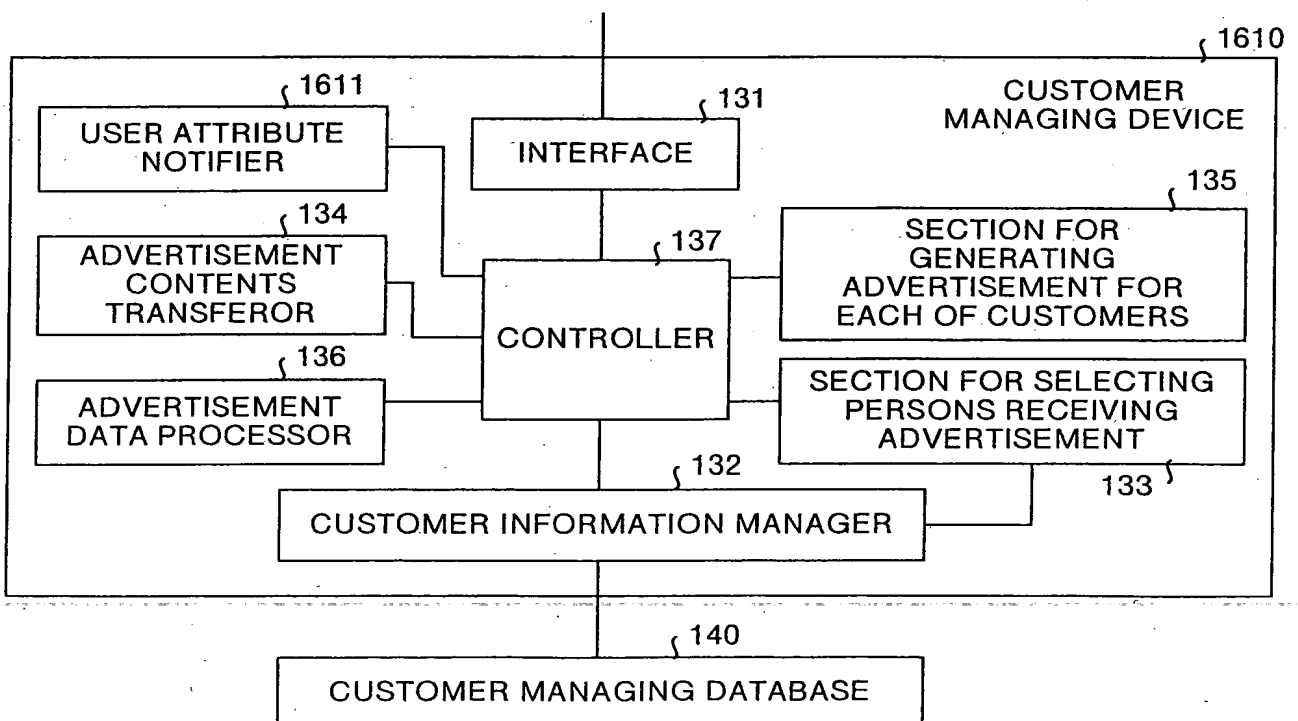 1610
CUSTOMER
MANAGING DEVICE
1611
USER ATTRIBUTE
NOTIFIER
131
INTERFACE
134
ADVERTISEMENT
CONTENTS
TRANSFEROR
137
CONTROLLER
135
SECTION FOR
GENERATING
ADVERTISEMENT FOR
EACH OF CUSTOMERS
136
ADVERTISEMENT
DATA PROCESSOR
SECTION FOR SELECTING
PERSONS RECEIVING
ADVERTISEMENT
133
132
CUSTOMER INFORMATION MANAGER
140
CUSTOMER MANAGING DATABASE